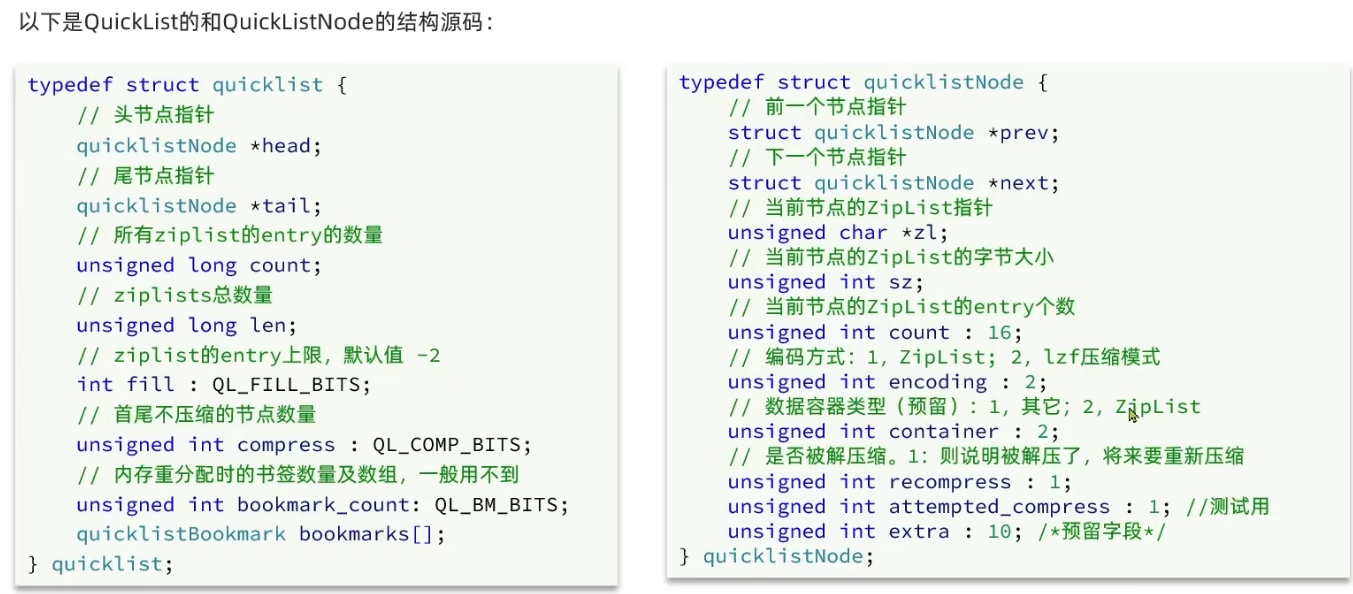 以下是QuickList的和QuickListNode的结构源码：
typedef struct quicklist {
// 头节点指针
quicklistNode *head;
// 尾节点指针
quicklistNode *tail;
// 所有ziplist的entry的数量
unsigned long count;
// ziplists总数量
unsigned long len;
// ziplist的entry上限，默认值 -2
int fill : QL_FILL_BITS;
// 首尾不压缩的节点数量
unsigned int compress : QL_COMP_BITS;
// 内存重分配时的书签数量及数组，一般用不到
unsigned int bookmark_count: QL_BM_BITS;
quicklistBookmark bookmarks[];
} quicklist;
typedef struct quicklistNode {
// 前一个节点指针
struct quicklistNode *prev;
// 下一个节点指针
struct quicklistNode *next;
// 当前节点的ZipList指针
unsigned char *zl;
// 当前节点的ZipList的字节大小
unsigned int sz;
// 当前节点的ZipList的entry个数
unsigned int count : 16;
// 编码方式：1，ZipList; 2，lzf压缩模式
unsigned int encoding : 2;
// 数据容器类型（预留）：1，其它；2，ZipList
unsigned int container : 2;
// 是否被解压缩。1：则说明被解压了，将来要重新压缩
unsigned int recompress : 1;
unsigned int attempted_compress : 1; //测试用
unsigned int extra : 10; /*预留字段*/
} quicklistNode;